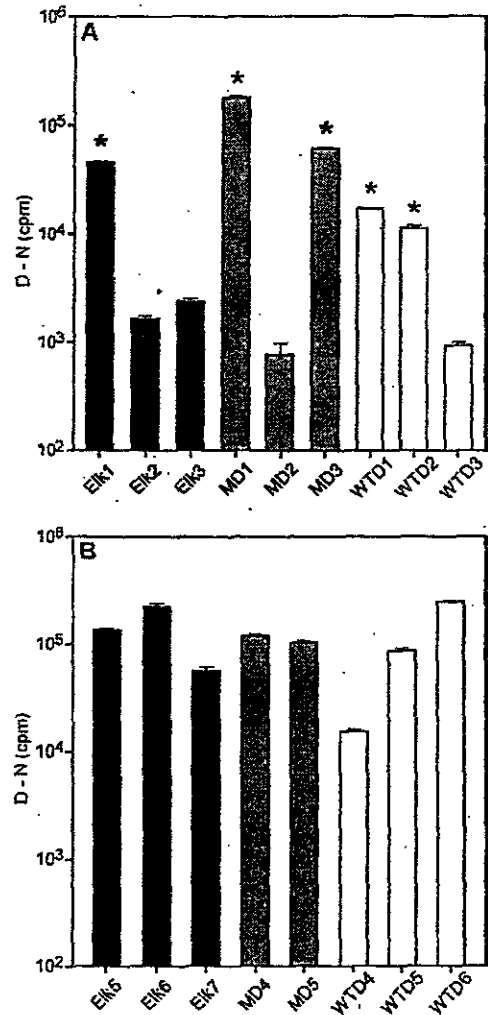 A
10⁶
10⁵
10⁴
10³
10²
D - N (cpm)
*
*
*
*
*
Elk1
Elk2
Elk3
MD1
MD2
MD3
WTD1
WTD2
WTD3
B
10⁶
10⁵
10⁴
10³
10²
D - N (cpm)
Elk5
Elk6
Elk7
MD4
MD5
WTD4
WTD5
WTD6